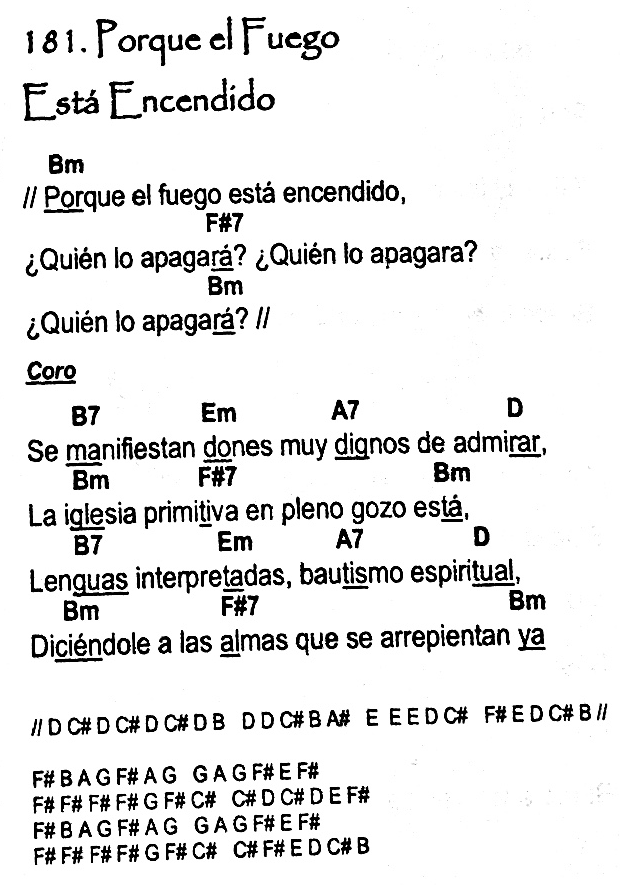 181. Porque el Fuego
Está Encendido
Bm
// Porque el fuego está encendido,
F#7
¿Quién lo apagará? ¿Quién lo apagara?
Bm
¿Quién lo apagará? //
Coro
B7 Em A7 D
Se manifiestan dones muy dignos de admirar,
Bm F#7 Bm
La iglesia primitiva en pleno gozo está,
B7 Em A7 D
Lenguas interpretadas, bautismo espiritual,
Bm F#7 Bm
Diciéndole a las almas que se arrepientan ya
// D C# D C# D C# D B D D C# B A# E E E D C# F# E D C# B //
F# B A G F# A G G A G F# E F#
F# F# F# F# G F# C# C# D C# D E F#
F# B A G F# A G G A G F# E F#
F# F# F# F# G F# C# C# F# E D C# B